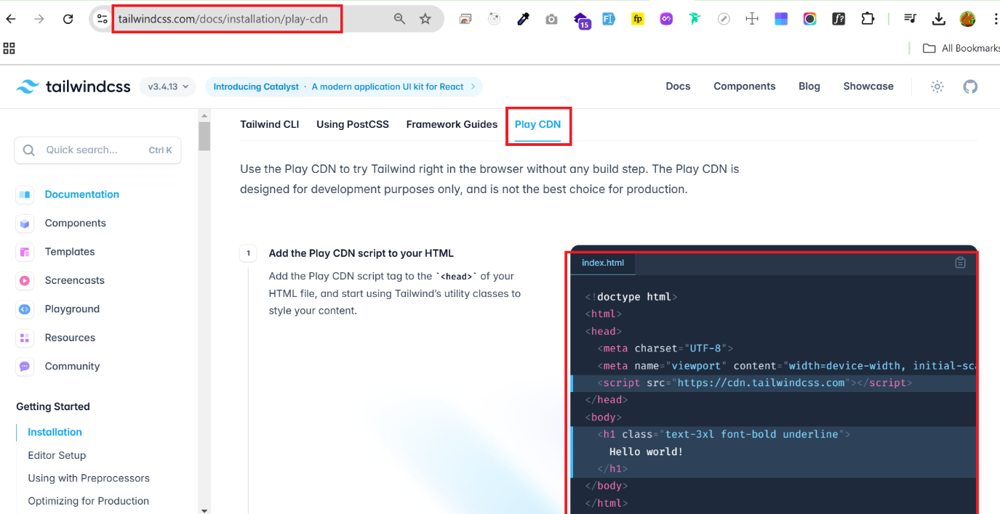 tailwindcss.com/docs/installation/play-cdn
15
FI
fp
f?
All Bookmarks
tailwindcss
v3.4.13
Introducing Catalyst · A modern application UI kit for React
Docs
Components
Blog
Showcase
Quick search...
Ctrl K
Documentation
Components
Templates
Screencasts
Playground
Resources
Community
Getting Started
Installation
Editor Setup
Using with Preprocessors
Optimizing for Production
Tailwind CLI
Using PostCSS
Framework Guides
Play CDN
Use the Play CDN to try Tailwind right in the browser without any build step. The Play CDN is
designed for development purposes only, and is not the best choice for production.
1
Add the Play CDN script to your HTML
Add the Play CDN script tag to the `<head>` of your
HTML file, and start using Tailwind’s utility classes to
style your content.
index.html
<!doctype html>
<html>
<head>
<meta charset="UTF-8">
<meta name="viewport" content="width=device-width, initial-sca
<script src="https://cdn.tailwindcss.com"></script>
</head>
<body>
<h1 class="text-3xl font-bold underline">
Hello world!
</h1>
</body>
</html>